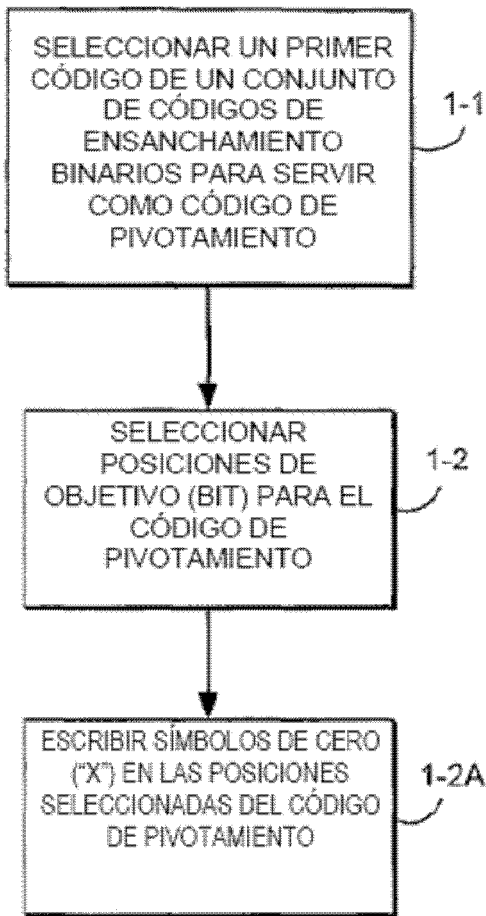 SELECCIONAR UN PRIMER
CÓDIGO DE UN CONJUNTO
DE CÓDIGOS DE
ENSANCHAMIENTO
BINARIOS PARA SERVIR
COMO CÓDIGO DE
PIVOTAMIENTO
1-1
SELECCIONAR
POSICIONES DE
OBJETIVO (BIT) PARA EL
CÓDIGO DE
PIVOTAMIENTO
1-2
ESCRIBIR SÍMBOLOS DE CERO
("X") EN LAS POSICIONES
SELECCIONADAS DEL CÓDIGO
DE PIVOTAMIENTO
1-2A